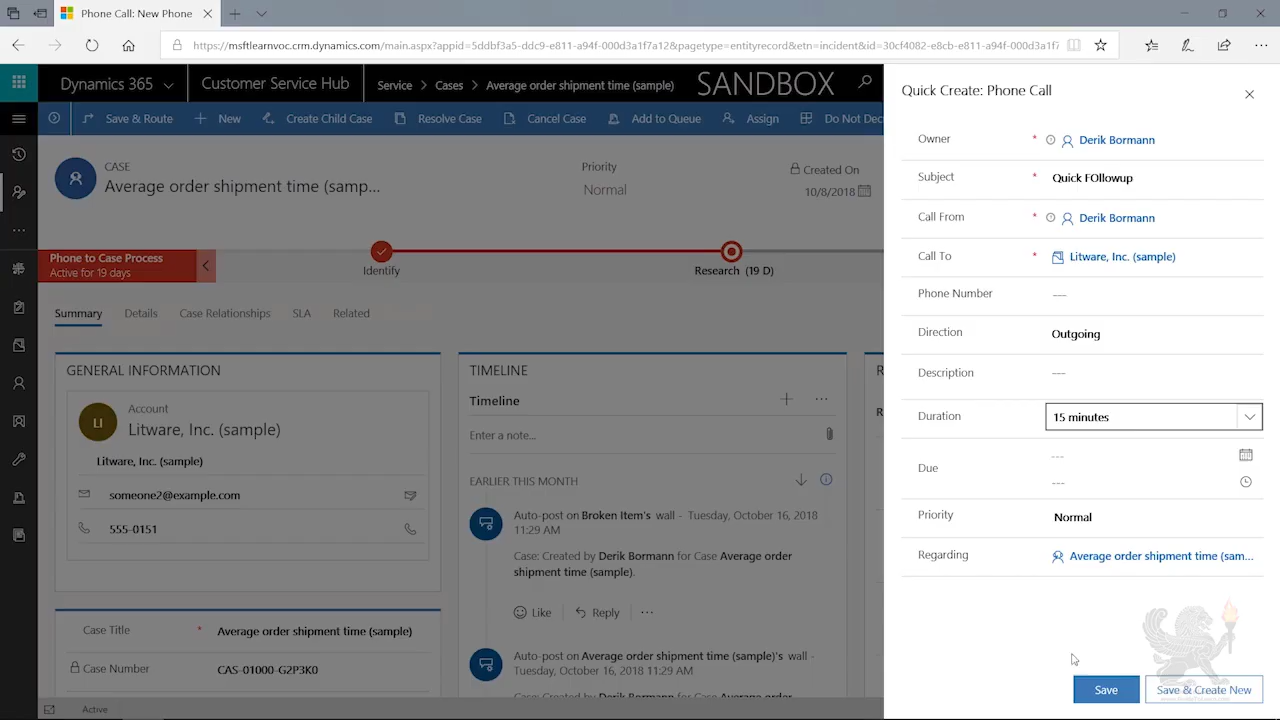 Phone Call: New Phone
https://msftlearnvoc.crm.dynamics.com/main.aspx?appid=5ddbf3a5-ddc9-e811-a94f-000d3a1f7a12&pagetype=entityrecord&etn=incident&id=30cf4082-e8cb-e811-a94f-000d3a1f7
Dynamics 365
Customer Service Hub
Service > Cases > Average order shipment time (sample)
SANDBOX
Save & Route
New
Create Child Case
Resolve Case
Cancel Case
Add to Queue
Assign
Do Not Dec
CASE
Average order shipment time (samp...
Priority
Normal
Created On
10/8/2018
Phone to Case Process
Active for 19 days
Identify
Research (19 D)
Summary
Details
Case Relationships
SLA
Related
GENERAL INFORMATION
LI
Account
Litware, Inc. (sample)
Litware, Inc. (sample)
someone2@example.com
555-0151
Case Title * Average order shipment time (sample)
Case Number CAS-01000-G2P3K0
TIMELINE
Timeline
Enter a note...
EARLIER THIS MONTH
Auto-post on Broken Item's wall - Tuesday, October 16, 2018
11:29 AM
Case: Created by Derik Bormann for Case Average order
shipment time (sample).
Like
Reply
Auto-post on Average order shipment time (sample)'s wall -
Tuesday, October 16, 2018 11:29 AM
Case: Created by Derik Bormann for Case Average order
R
R
Active
Quick Create: Phone Call
Owner * Derik Bormann
Subject * Quick FOllowup
Call From * Derik Bormann
Call To * Litware, Inc. (sample)
Phone Number ---
Direction Outgoing
Description ---
Duration 15 minutes
Due ---
---
Priority Normal
Regarding Average order shipment time (sam...
Save
Save & Create New